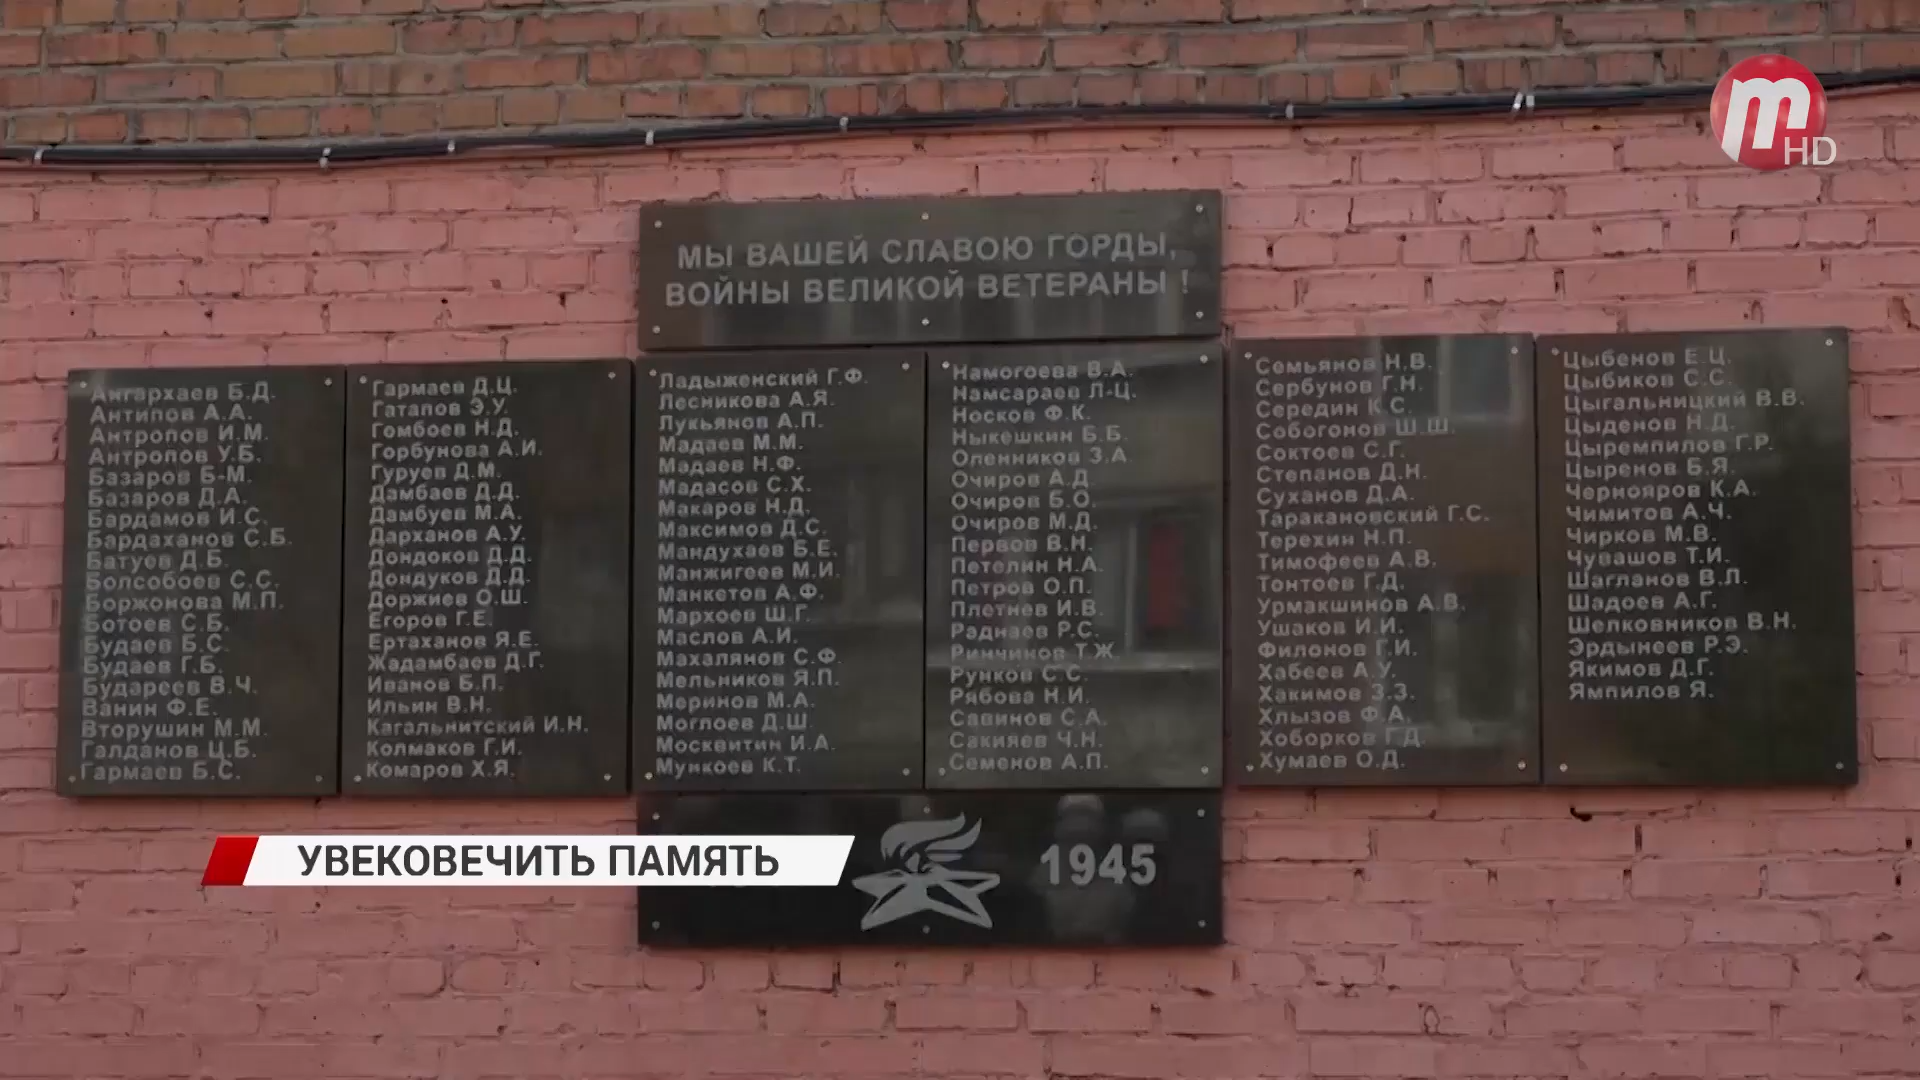 m HD
МЫ ВАШЕЙ СЛАВОЮ ГОРДЫ,
ВОЙНЫ ВЕЛИКОЙ ВЕТЕРАНЫ !
Ангархаев Б.Д.
Антипов А.А.
Антропов И.М.
Антропов У.Б.
Базаров Б-М.
Базаров Д.А.
Бардамов И.С.
Бардаханов С.Б.
Батуев Д.Б.
Болсобоев С.С.
Боржонова М.П.
Ботоев С.Б.
Будаев Б.С.
Будаев Г.Б.
Будареев В.Ч.
Ванин Ф.Е.
Вторушин М.М.
Галданов Ц.Б.
Гармаев Б.С.
Гармаев Д.Ц.
Гатапов Э.У.
Гомбоев Н.Д.
Горбунова А.И.
Гуруев Д.М.
Дамбаев Д.Д.
Дамбуев М.А.
Дарханов А.У.
Дондоков Д.Д.
Дондуков Д.Д.
Доржиев О.Ш.
Егоров Г.Е.
Ертаханов Я.Е.
Жадамбаев Д.Г.
Иванов Б.П.
Ильин В.Н.
Кагальнитский И.Н.
Колмаков Г.И.
Комаров Х.Я.
Ладыженский Г.Ф.
Лесникова А.Я.
Лукьянов А.П.
Мадаев М.М.
Мадаев Н.Ф.
Мадасов С.Х.
Макаров Н.Д.
Максимов Д.С.
Мандухаев Б.Е.
Манжигеев М.И.
Манкетов А.Ф.
Мархоев Ш.Г.
Маслов А.И.
Махалянов С.Ф.
Мельников Я.П.
Меринов М.А.
Моглоев Д.Ш.
Москвитин И.А.
Мункоев К.Т.
Намогоева В.А.
Намсараев Л-Ц.
Носков Ф.К.
Ныкешкин Б.Б.
Опенников З.А.
Очиров А.Д.
Очиров Б.О.
Очиров М.Д.
Первов В.Н.
Петелин Н.А.
Петров О.П.
Плетнев И.В.
Раднаев Р.С.
Ринчинов Т.Ж.
Рунков С.С.
Рябова Н.И.
Савинов С.А.
Сакияев Ч.Н.
Семенов А.П.
Семьянов Н.В.
Сербунов Г.Н.
Середин К.С.
Собогонов Ш.Ш.
Соктоев С.Г.
Степанов Д.Н.
Суханов Д.А.
Таракановский Г.С.
Терехин Н.П.
Тимофеев А.В.
Тонтоев Г.Д.
Урмакшинов А.В.
Ушаков И.И.
Филонов Г.И.
Хабеев А.У.
Хакимов З.З.
Хлызов Ф.А.
Хоборков Г.Д.
Хумаев О.Д.
Цыбенов Е.Ц.
Цыбиков С.С.
Цыгальницкий В.В.
Цыденов Н.Д.
Цыремпилов Г.Р.
Цыренов Б.Я.
Чернояров К.А.
Чимитов А.Ч.
Чирков М.В.
Чувашов Т.И.
Шагланов В.Л.
Шадоев А.Г.
Шелковников В.Н.
Эрдынеев Р.Э.
Якимов Д.Г.
Ямпилов Я.
УВЕКОВЕЧИТЬ ПАМЯТЬ
1945